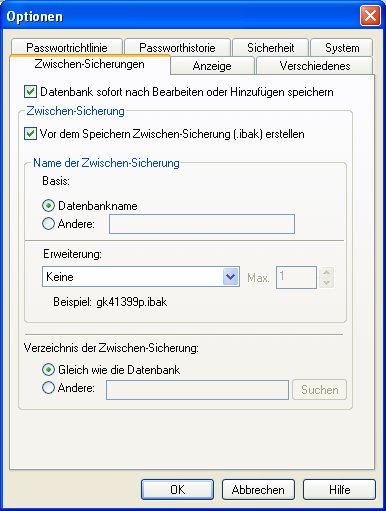 Optionen
Passwortrichtlinie Passworthistorie Sicherheit System
Zwischen-Sicherungen Anzeige Verschiedenes
Datenbank sofort nach Bearbeiten oder Hinzufügen speichern
Zwischen-Sicherung
Vor dem Speichern Zwischen-Sicherung (.ibak) erstellen
Name der Zwischen-Sicherung
Basis:
Datenbankname
Andere:
Erweiterung:
Keine Max. 1
Beispiel: gk41399p.ibak
Verzeichnis der Zwischen-Sicherung:
Gleich wie die Datenbank
Andere: Suchen
OK Abbrechen Hilfe